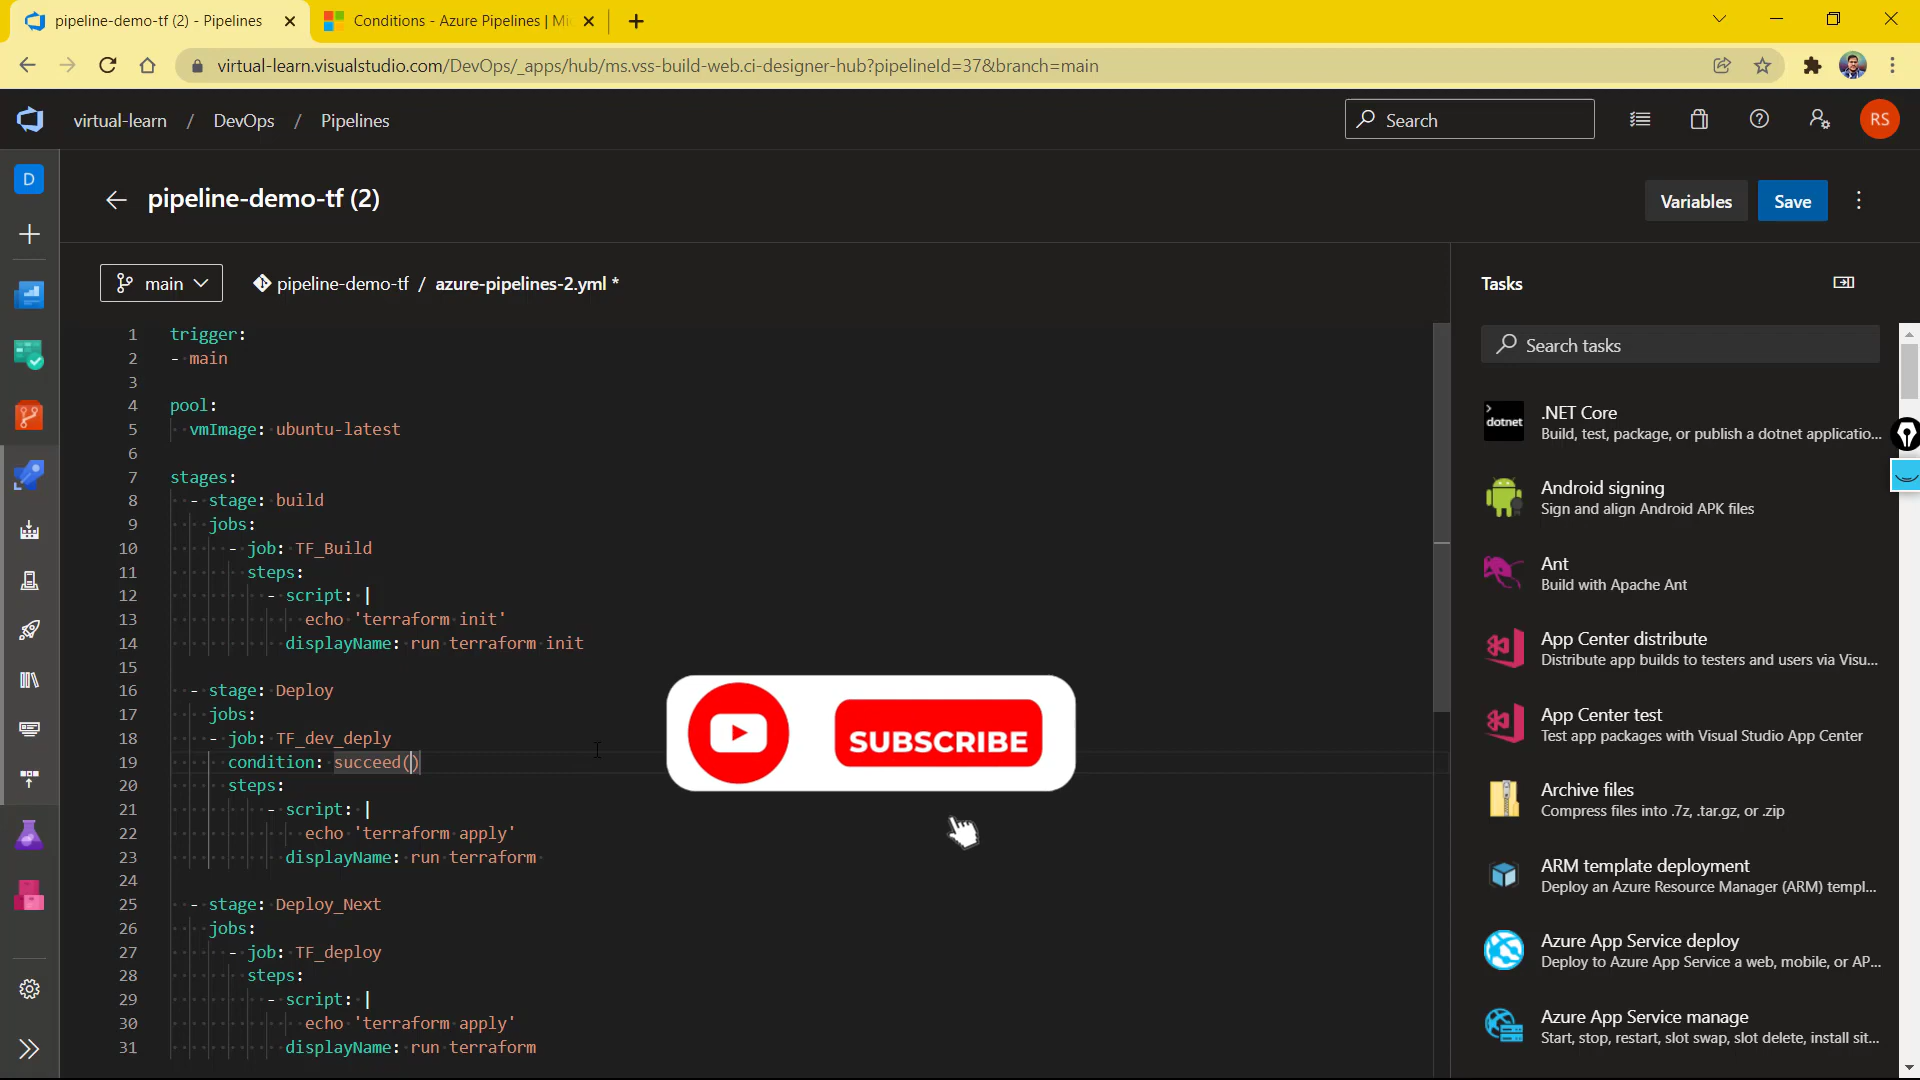 pipeline-demo-tf (2) - Pipelines
Conditions - Azure Pipelines | Mi
virtual-learn.visualstudio.com/DevOps/_apps/hub/ms.vss-build-web.ci-designer-hub?pipelineId=37&branch=main
virtual-learn / DevOps / Pipelines
Search
RS
D
pipeline-demo-tf (2)
Variables
Save
main
pipeline-demo-tf / azure-pipelines-2.yml *
1 trigger:
2 - main
3
4 pool:
5 vmImage: ubuntu-latest
6
7 stages:
8 - stage: build
9 jobs:
10 - job: TF_Build
11 steps:
12 - script: |
13 echo 'terraform init'
14 displayName: run terraform init
15
16 - stage: Deploy
17 jobs:
18 - job: TF_dev_deply
19 condition: succeed()
20 steps:
21 - script: |
22 echo 'terraform apply'
23 displayName: run terraform
24
25 - stage: Deploy_Next
26 jobs:
27 - job: TF_deploy
28 steps:
29 - script: |
30 echo 'terraform apply'
31 displayName: run terraform
SUBSCRIBE
Tasks
Search tasks
dotnet
.NET Core
Build, test, package, or publish a dotnet applicatio...
Android signing
Sign and align Android APK files
Ant
Build with Apache Ant
App Center distribute
Distribute app builds to testers and users via Visu...
App Center test
Test app packages with Visual Studio App Center
Archive files
Compress files into .7z, .tar.gz, or .zip
ARM template deployment
Deploy an Azure Resource Manager (ARM) templ...
Azure App Service deploy
Deploy to Azure App Service a web, mobile, or AP...
Azure App Service manage
Start, stop, restart, slot swap, slot delete, install sit...